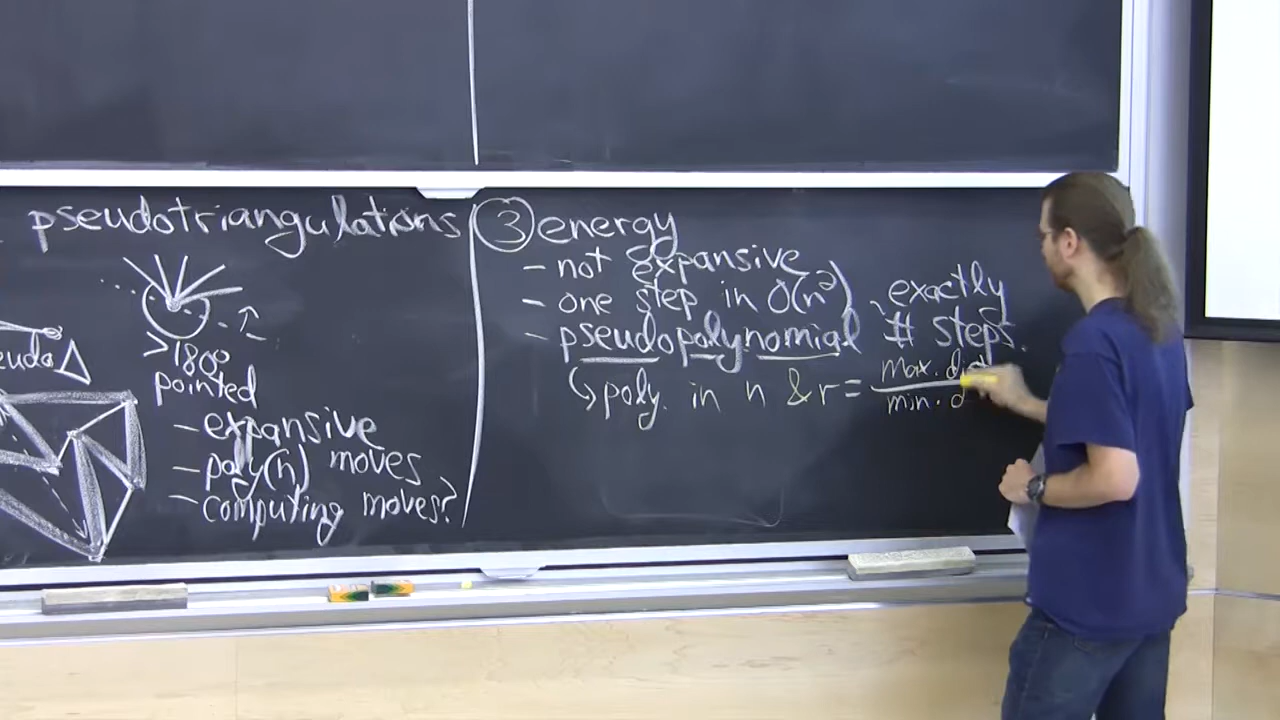 pseudotriangulations
>180°
pointed
pseudo △
- expansive
- poly(n) moves
- computing moves?
③ energy
- not expansive
- one step in O(n²), exactly
- pseudopolynomial # steps.
↳ poly. in n & r = max. dist
min. d